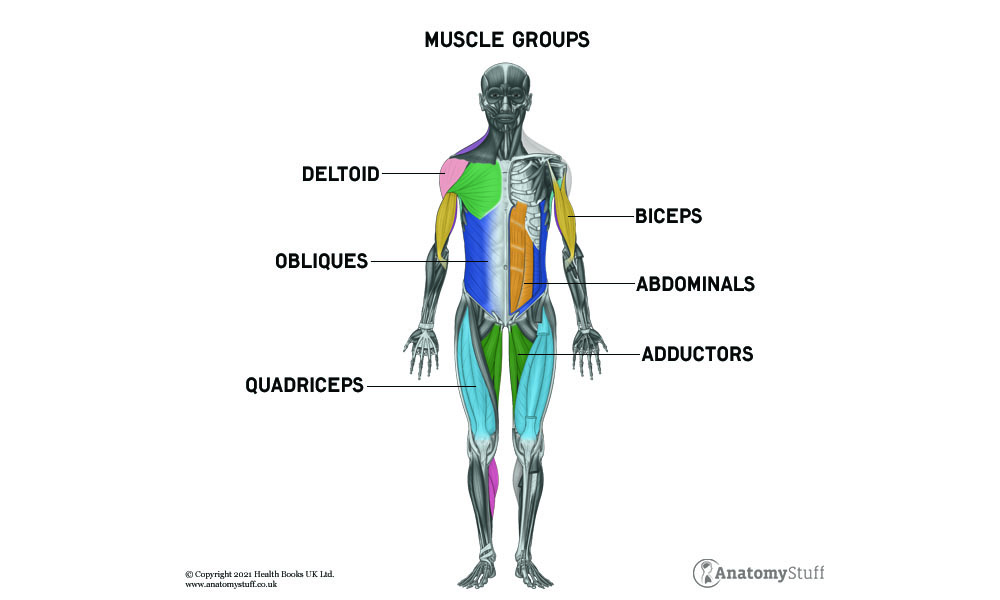 MUSCLE GROUPS
DELTOID
BICEPS
OBLIQUES
ABDOMINALS
ADDUCTORS
QUADRICEPS
© Copyright 2021 Health Books UK Ltd.
www.anatomystuff.co.uk
AnatomyStuff